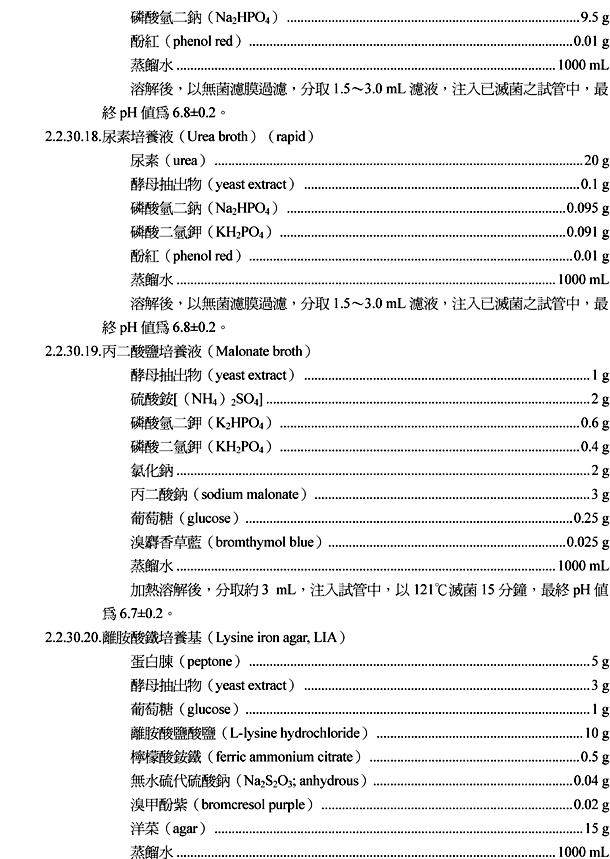 磷酸氫二鈉（Na₂HPO₄）............................................................9.5 g
酚紅（phenol red）............................................................0.01 g
蒸餾水............................................................1000 mL
溶解後，以無菌濾膜過濾，分取 1.5～3.0 mL 濾液，注入已滅菌之試管中，最
終 pH 值爲 6.8±0.2。
2.2.30.18.尿素培養液（Urea broth）（rapid）
尿素（urea）............................................................20 g
酵母抽出物（yeast extract）............................................................0.1 g
磷酸氫二鈉（Na₂HPO₄）............................................................0.095 g
磷酸二氫鉀（KH₂PO₄）............................................................0.091 g
酚紅（phenol red）............................................................0.01 g
蒸餾水............................................................1000 mL
溶解後，以無菌濾膜過濾，分取 1.5～3.0 mL 濾液，注入已滅菌之試管中，最
終 pH 值爲 6.8±0.2。
2.2.30.19.丙二酸鹽培養液（Malonate broth）
酵母抽出物（yeast extract）............................................................1 g
硫酸銨[（NH₄）₂SO₄]............................................................2 g
磷酸氫二鉀（K₂HPO₄）............................................................0.6 g
磷酸二氫鉀（KH₂PO₄）............................................................0.4 g
氯化鈉............................................................2 g
丙二酸鈉（sodium malonate）............................................................3 g
葡萄糖（glucose）............................................................0.25 g
溴麝香草藍（bromthymol blue）............................................................0.025 g
蒸餾水............................................................1000 mL
加熱溶解後，分取約 3 mL，注入試管中，以 121℃滅菌 15 分鐘，最終 pH 值
爲 6.7±0.2。
2.2.30.20.離胺酸鐵培養基（Lysine iron agar, LIA）
蛋白腖（peptone）............................................................5 g
酵母抽出物（yeast extract）............................................................3 g
葡萄糖（glucose）............................................................1 g
離胺酸鹽酸鹽（L-lysine hydrochloride）............................................................10 g
檸檬酸銨鐵（ferric ammonium citrate）............................................................0.5 g
無水硫代硫酸鈉（Na₂S₂O₃; anhydrous）............................................................0.04 g
溴甲酚紫（bromcresol purple）............................................................0.02 g
洋菜（agar）............................................................15 g
蒸餾水............................................................1000 mL